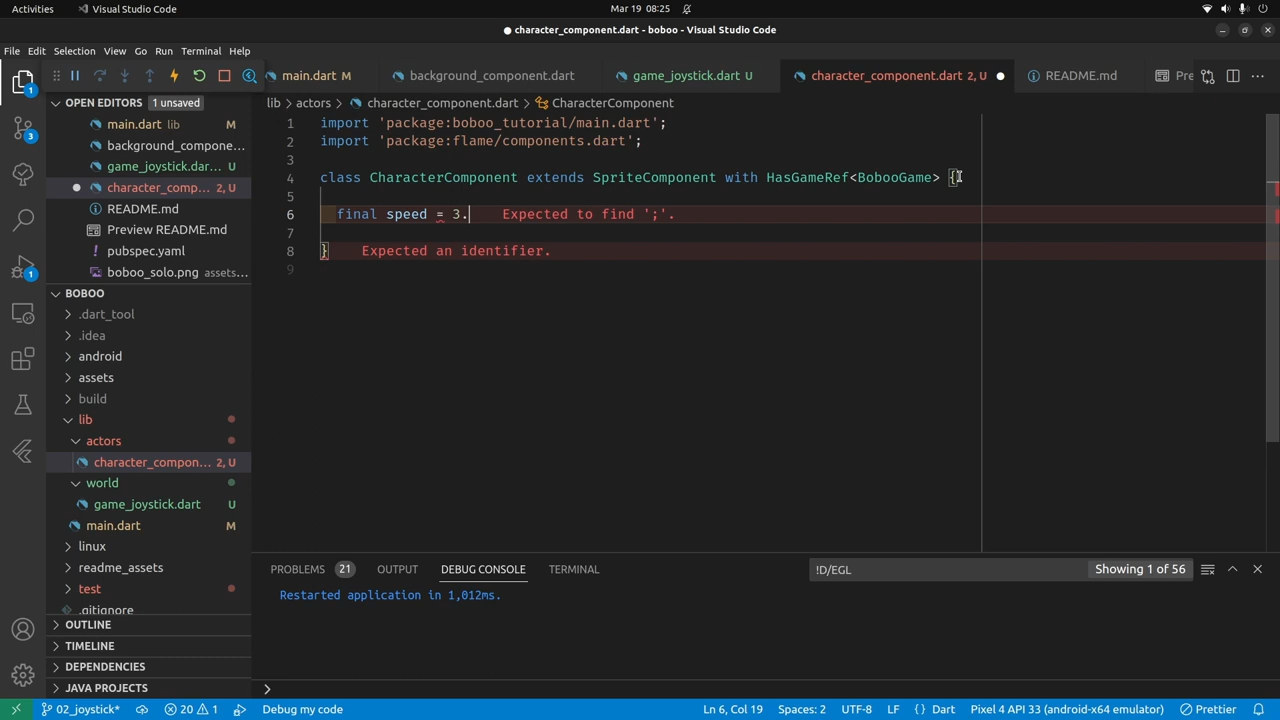 Activities
Visual Studio Code
Mar 19 08:25
character_component.dart - boboo - Visual Studio Code
File Edit Selection View Go Run Terminal Help
main.dart M
background_component.dart
game_joystick.dart U
character_component.dart 2, U
README.md
Pre
OPEN EDITORS 1 unsaved
main.dart lib M
background_compone...
game_joystick.dar... U
character_comp... 2, U
README.md
Preview README.md
pubspec.yaml
boboo_solo.png assets...
BOBOO
.dart_tool
.idea
android
assets
build
lib
actors
character_compon... 2, U
world
game_joystick.dart U
main.dart M
linux
readme_assets
test
.gitignore
OUTLINE
TIMELINE
DEPENDENCIES
JAVA PROJECTS
1
3
1
lib > actors > character_component.dart > CharacterComponent
1 import 'package:boboo_tutorial/main.dart';
2 import 'package:flame/components.dart';
3
4 class CharacterComponent extends SpriteComponent with HasGameRef<BobooGame> {
5
6 final speed = 3. Expected to find ';'.
7
8 } Expected an identifier.
9
PROBLEMS 21 OUTPUT DEBUG CONSOLE TERMINAL
!D/EGL
Showing 1 of 56
Restarted application in 1,012ms.
>
02_joystick* 20 1 Debug my code
Ln 6, Col 19 Spaces: 2 UTF-8 LF { } Dart Pixel 4 API 33 (android-x64 emulator) Prettier